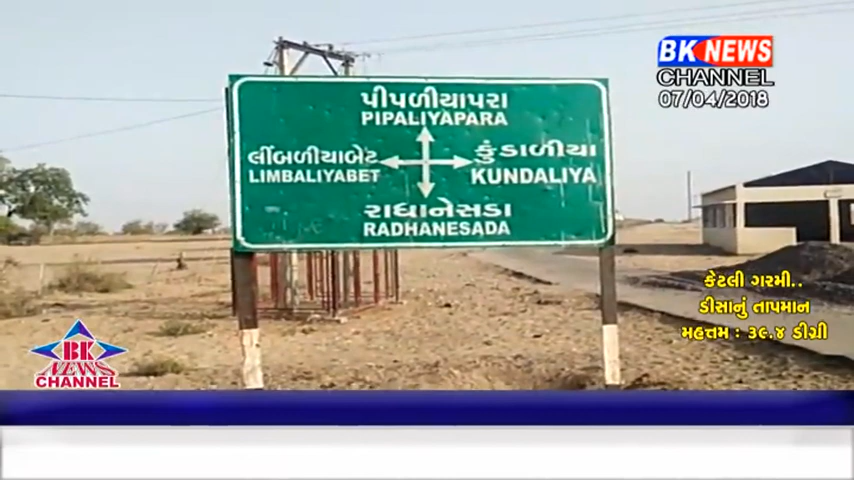 BK NEWS
CHANNEL
07/04/2018
પીપળીયાપરા
PIPALIYAPARA
લીંબળીયાબેટ
LIMBALIYABET
કુંડાળીયા
KUNDALIYA
રાધાનેસડા
RADHANESADA
કેટલી ગરમી..
ડીસાનું તાપમાન
મહત્તમ : ૩૯.૪ ડીગ્રી
BK
NEWS
CHANNEL